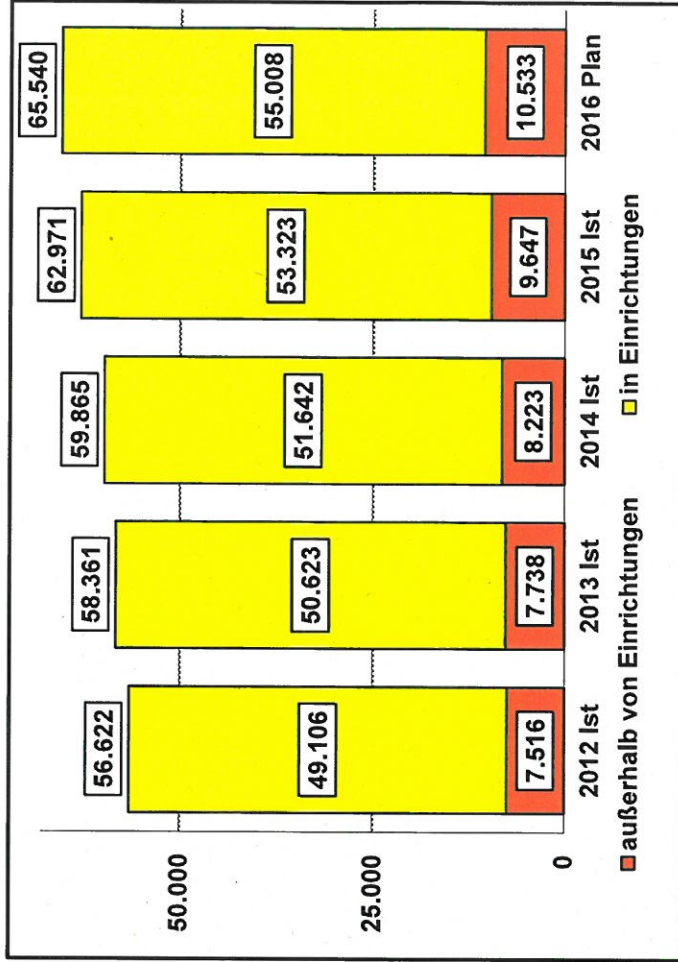 56.622 58.361 59.865 62.971 65.540
50.000
49.106 50.623 51.642 53.323 55.008
25.000
7.516 7.738 8.223 9.647 10.533
0
2012 Ist 2013 Ist 2014 Ist 2015 Ist 2016 Plan
außerhalb von Einrichtungen in Einrichtungen